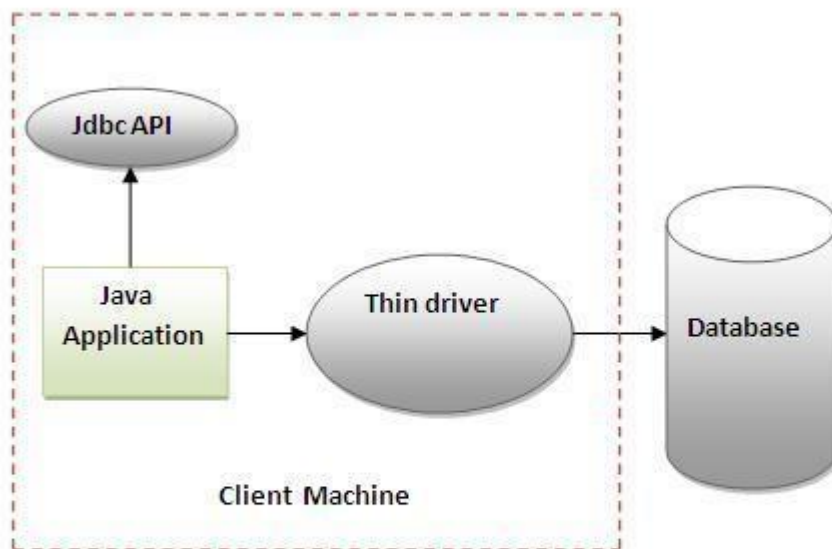 Jdbc API
Java
Application
Thin driver
Database
Client Machine